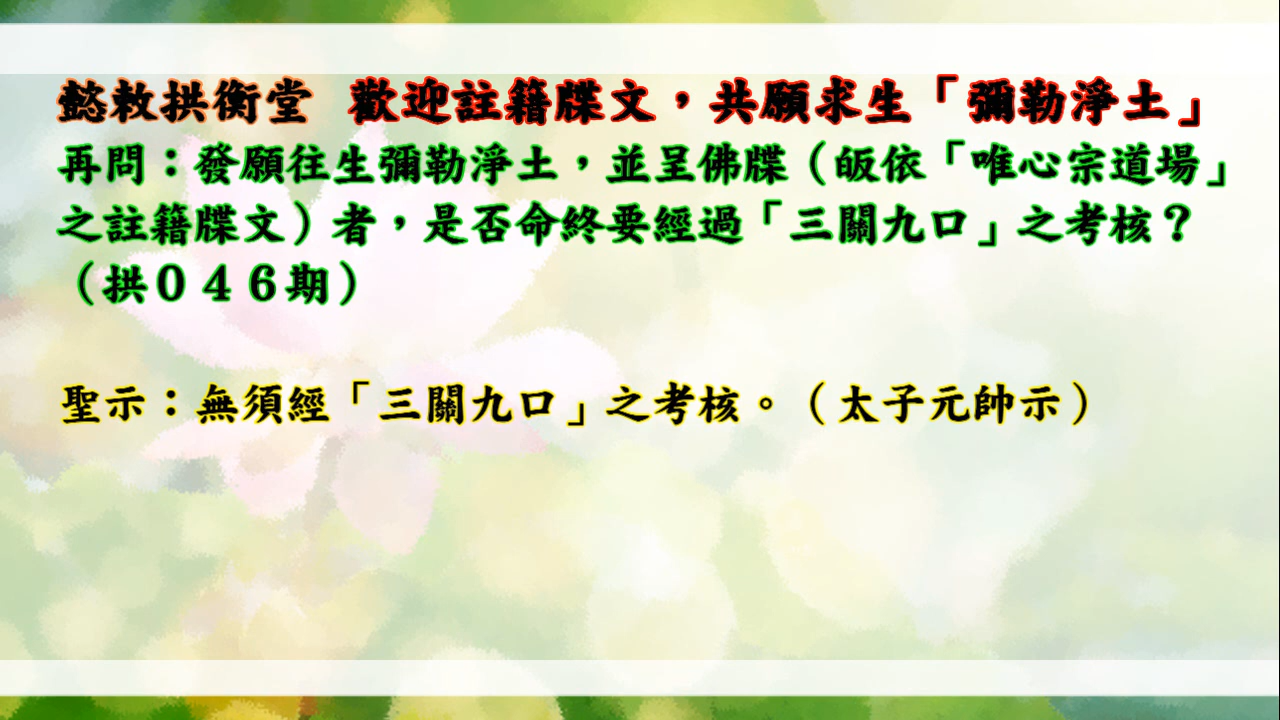 懿敕拱衡堂　歡迎註籍牒文，共願求生「彌勒淨土」
再問：發願往生彌勒淨土，並呈佛牒（皈依「唯心宗道場」
之註籍牒文）者，是否命終要經過「三關九口」之考核？
（拱０４６期）
聖示：無須經「三關九口」之考核。（太子元帥示）